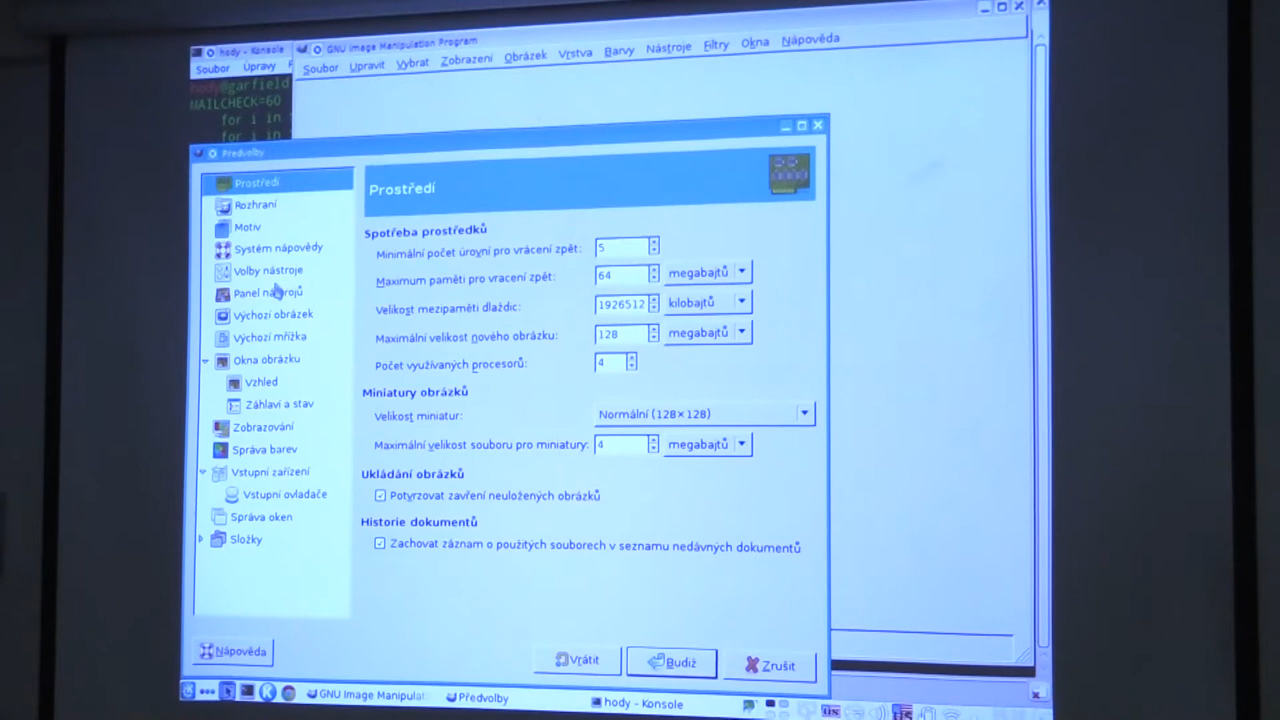 hody - Konsole
GNU Image Manipulation Program
Soubor Úpravy
Soubor Upravit Vybrat Zobrazení Obrázek Vrstva Barvy Nástroje Filtry Okna Nápověda
hody@garfield
MAILCHECK=60
for i in
for i in
Předvolby
Prostředí
Rozhraní
Motiv
Systém nápovědy
Volby nástroje
Panel nástrojů
Výchozí obrázek
Výchozí mřížka
Okna obrázku
Vzhled
Záhlaví a stav
Zobrazování
Správa barev
Vstupní zařízení
Vstupní ovladače
Správa oken
Složky
Prostředí
Spotřeba prostředků
Minimální počet úrovní pro vrácení zpět: 5
Maximum paměti pro vracení zpět: 64 megabajtů
Velikost mezipaměti dlaždic: 1926512 kilobajtů
Maximální velikost nového obrázku: 128 megabajtů
Počet využívaných procesorů: 4
Miniatury obrázků
Velikost miniatur: Normální (128×128)
Maximální velikost souboru pro miniatury: 4 megabajtů
Ukládání obrázků
Potvrzovat zavření neuložených obrázků
Historie dokumentů
Zachovat záznam o použitých souborech v seznamu nedávných dokumentů
Nápověda Vrátit Budiž Zrušit
GNU Image Manipulat Předvolby hody - Konsole us us